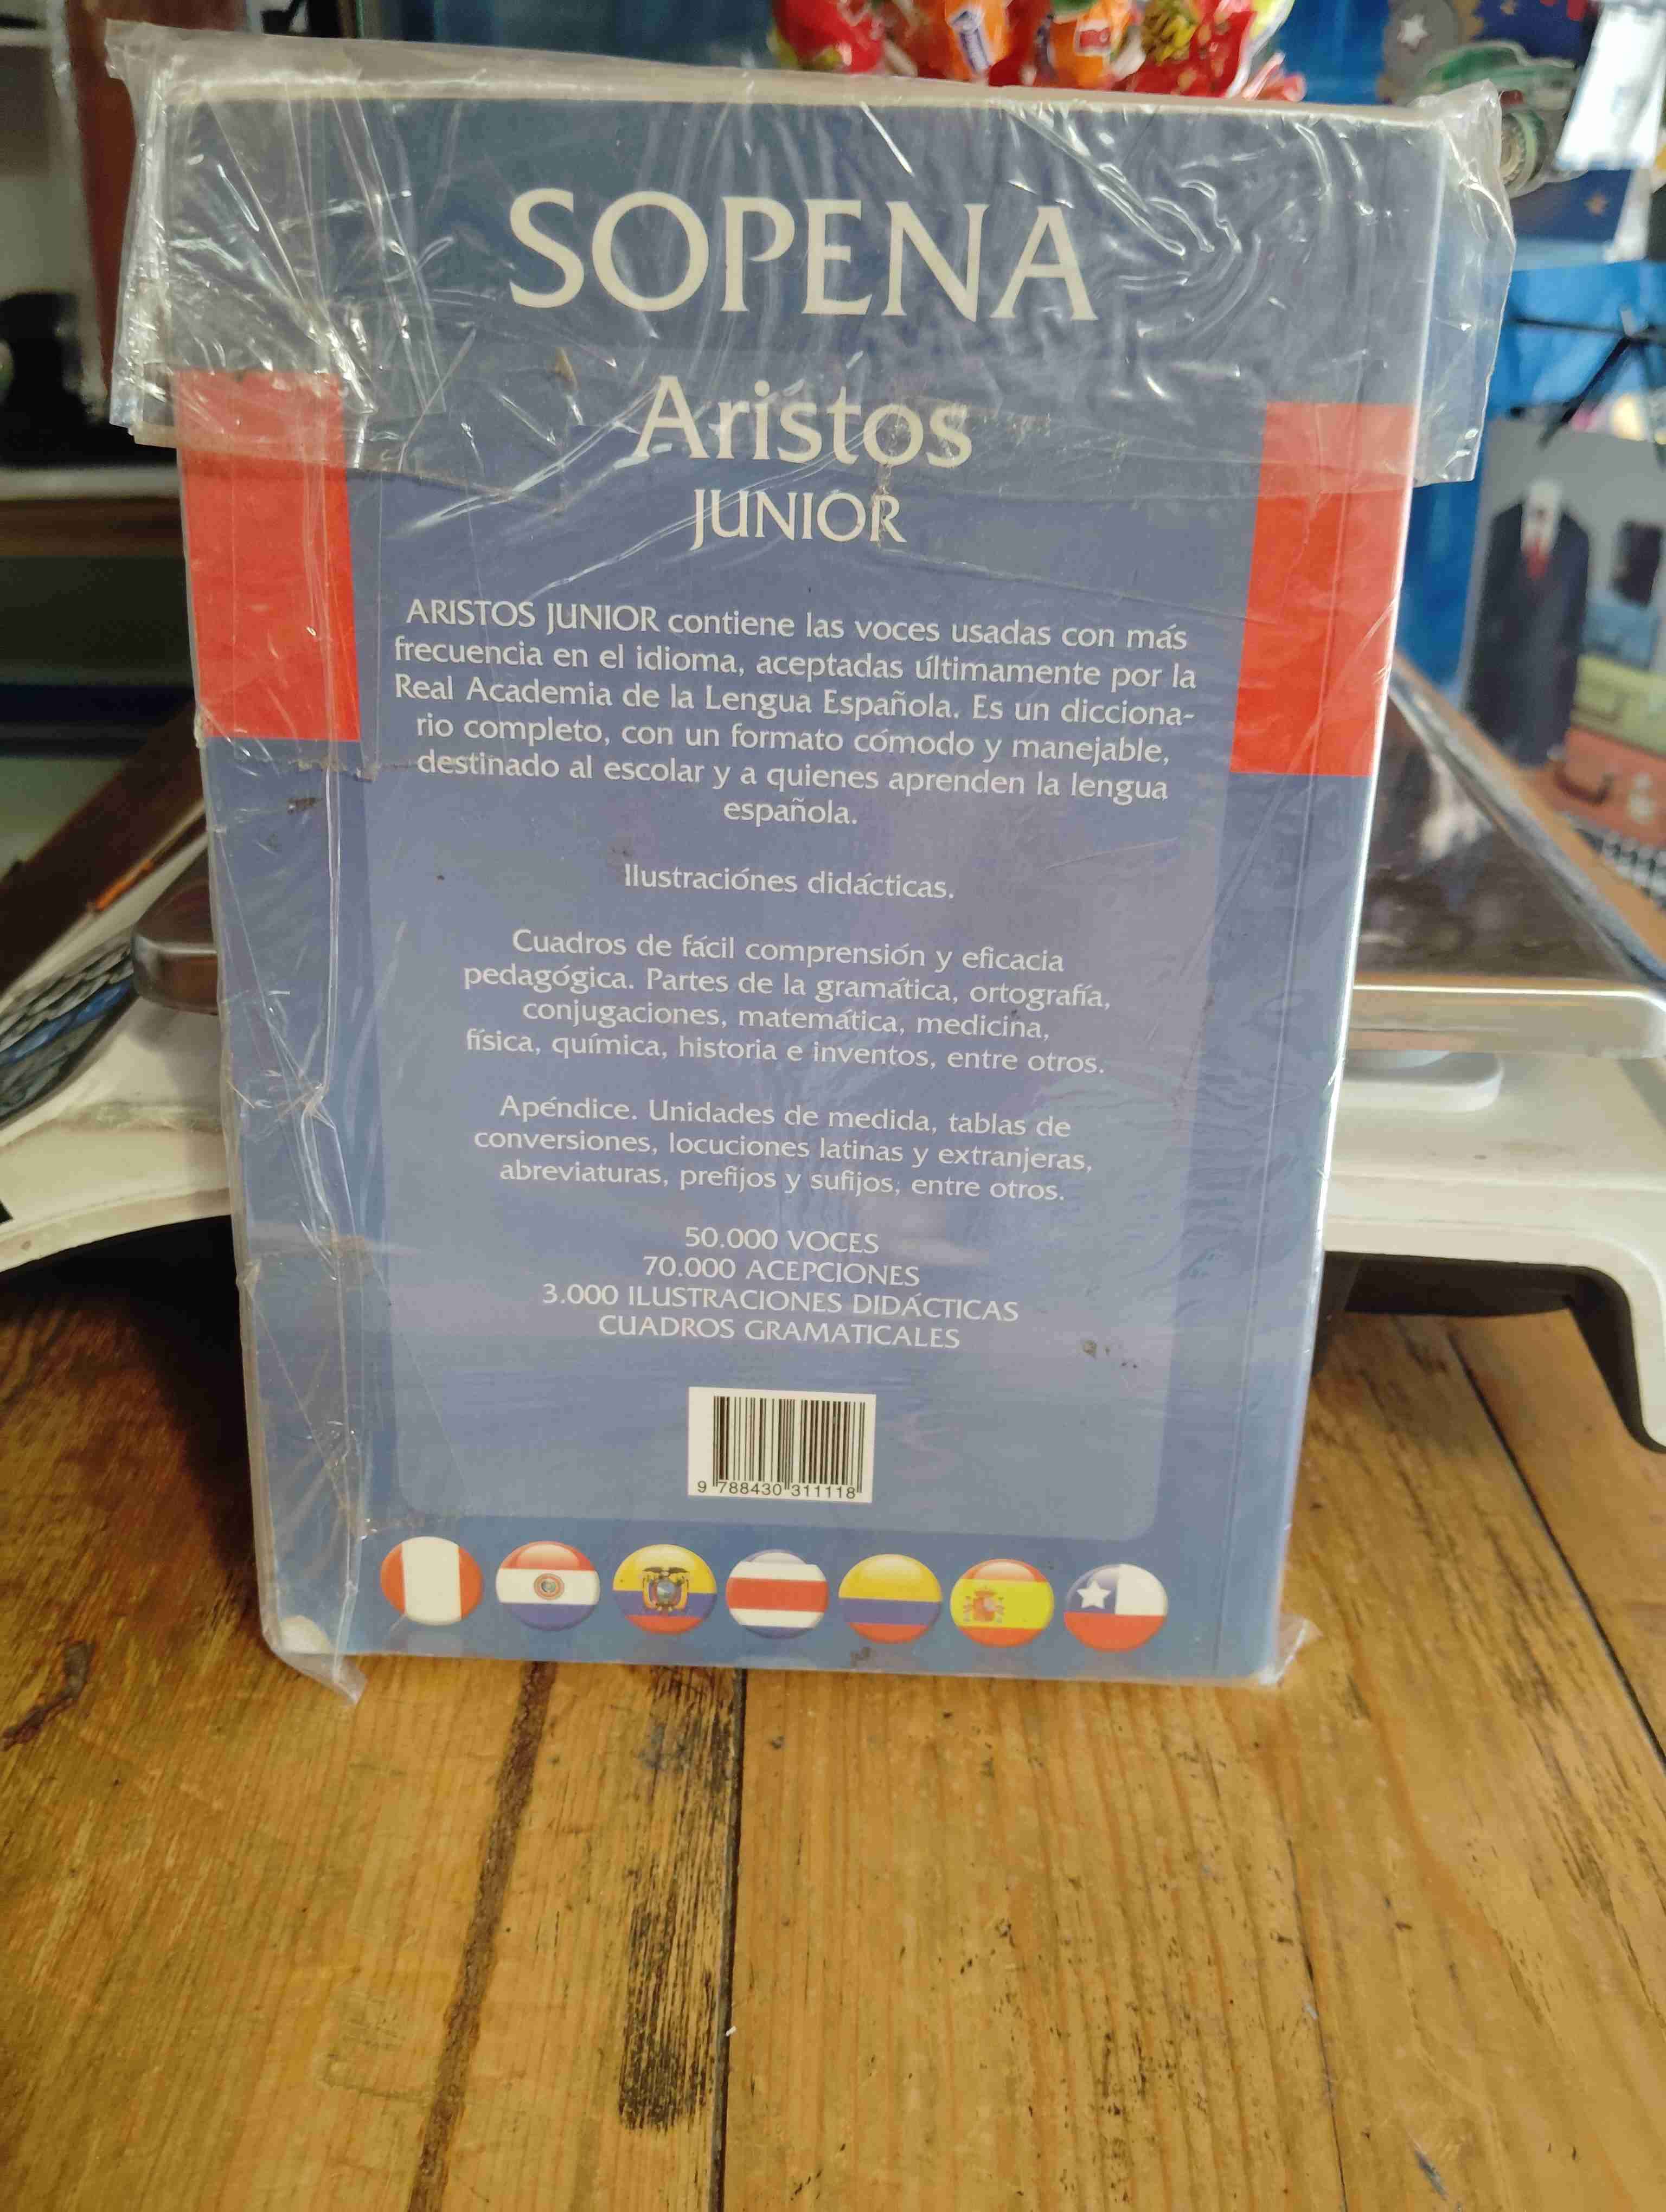 SOPENA
Aristos
JUNIOR
ARISTOS JUNIOR contiene las voces usadas con más
frecuencia en el idioma, aceptadas últimamente por la
Real Academia de la Lengua Española. Es un dicciona-
rio completo, con un formato cómodo y manejable,
destinado al escolar y a quienes aprenden la lengua
española.
Ilustraciónes didácticas.
Cuadros de fácil comprensión y eficacia
pedagógica. Partes de la gramática, ortografía,
conjugaciones, matemática, medicina,
física, química, historia e inventos, entre otros.
Apéndice. Unidades de medida, tablas de
conversiones, locuciones latinas y extranjeras,
abreviaturas, prefijos y sufijos, entre otros.
50.000 VOCES
70.000 ACEPCIONES
3.000 ILUSTRACIONES DIDÁCTICAS
CUADROS GRAMATICALES
9 788430 311118